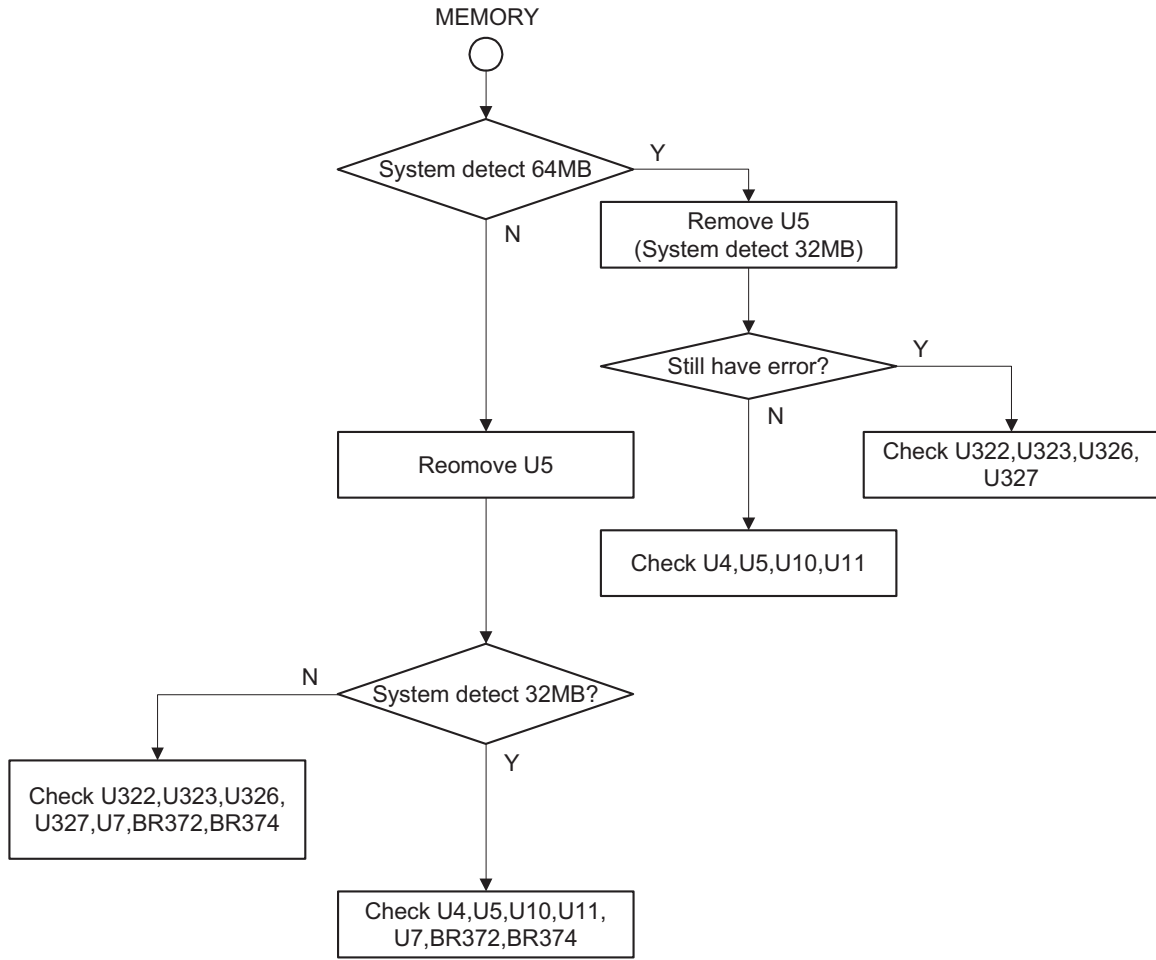 MEMORY
System detect 64MB
Y
N
Remove U5
(System detect 32MB)
Still have error?
Y
N
Check U322,U323,U326,
U327
Reomove U5
Check U4,U5,U10,U11
System detect 32MB?
N
Y
Check U322,U323,U326,
U327,U7,BR372,BR374
Check U4,U5,U10,U11,
U7,BR372,BR374